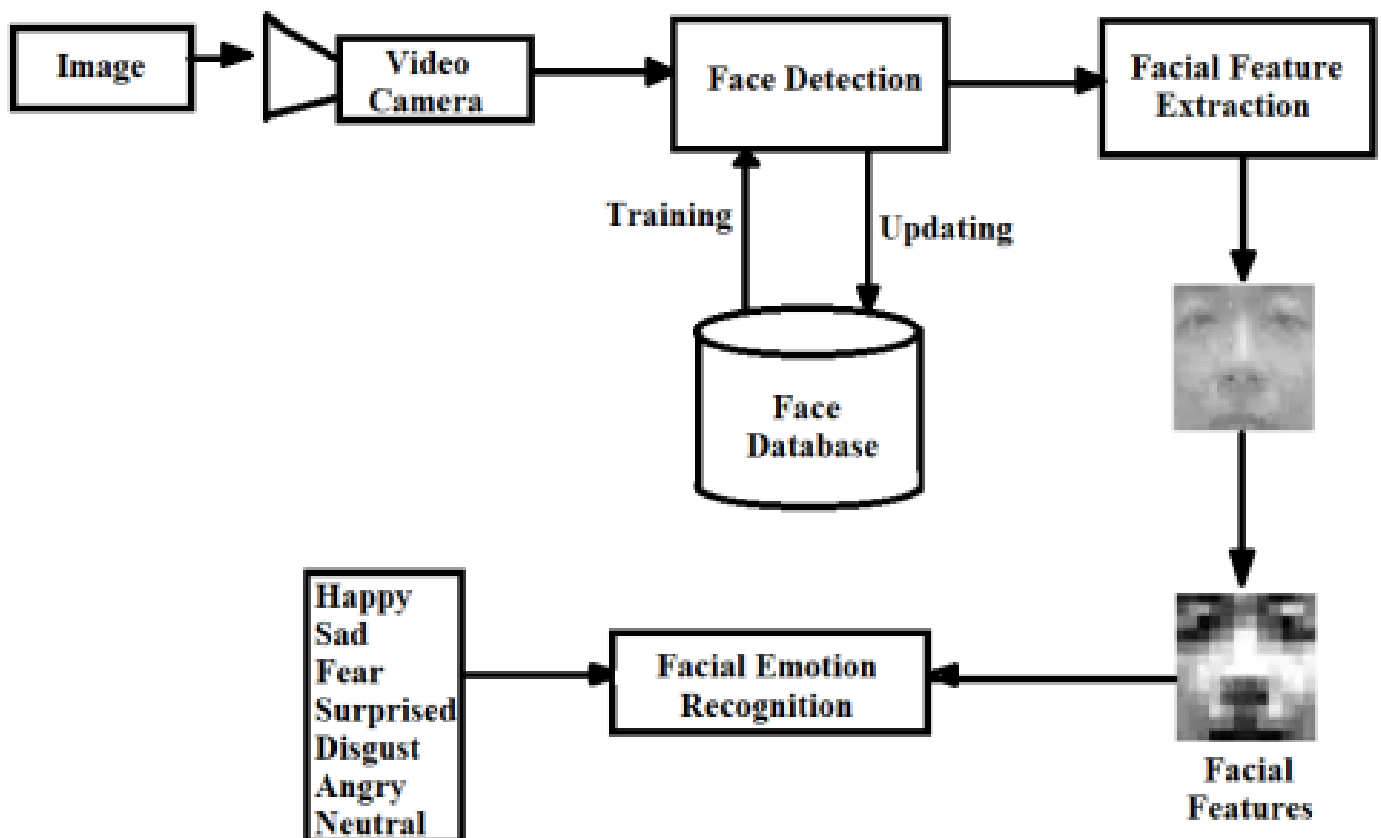 Image
Video
Camera
Face Detection
Facial Feature
Extraction
Training
Updating
Face
Database
Happy
Sad
Fear
Surprised
Disgust
Angry
Neutral
Facial Emotion
Recognition
Facial
Features